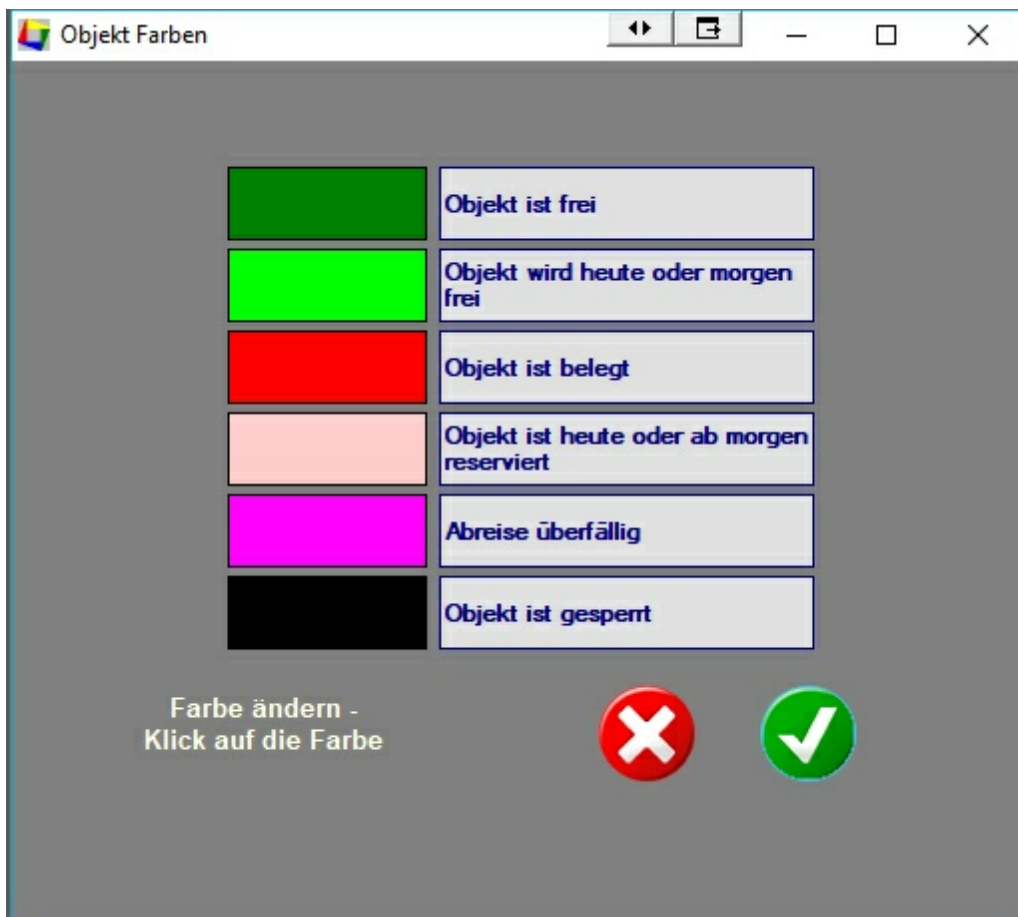 Objekt Farben
Objekt ist frei
Objekt wird heute oder morgen
frei
Objekt ist belegt
Objekt ist heute oder ab morgen
reserviert
Abreise überfällig
Objekt ist gesperrt
Farbe ändern -
Klick auf die Farbe